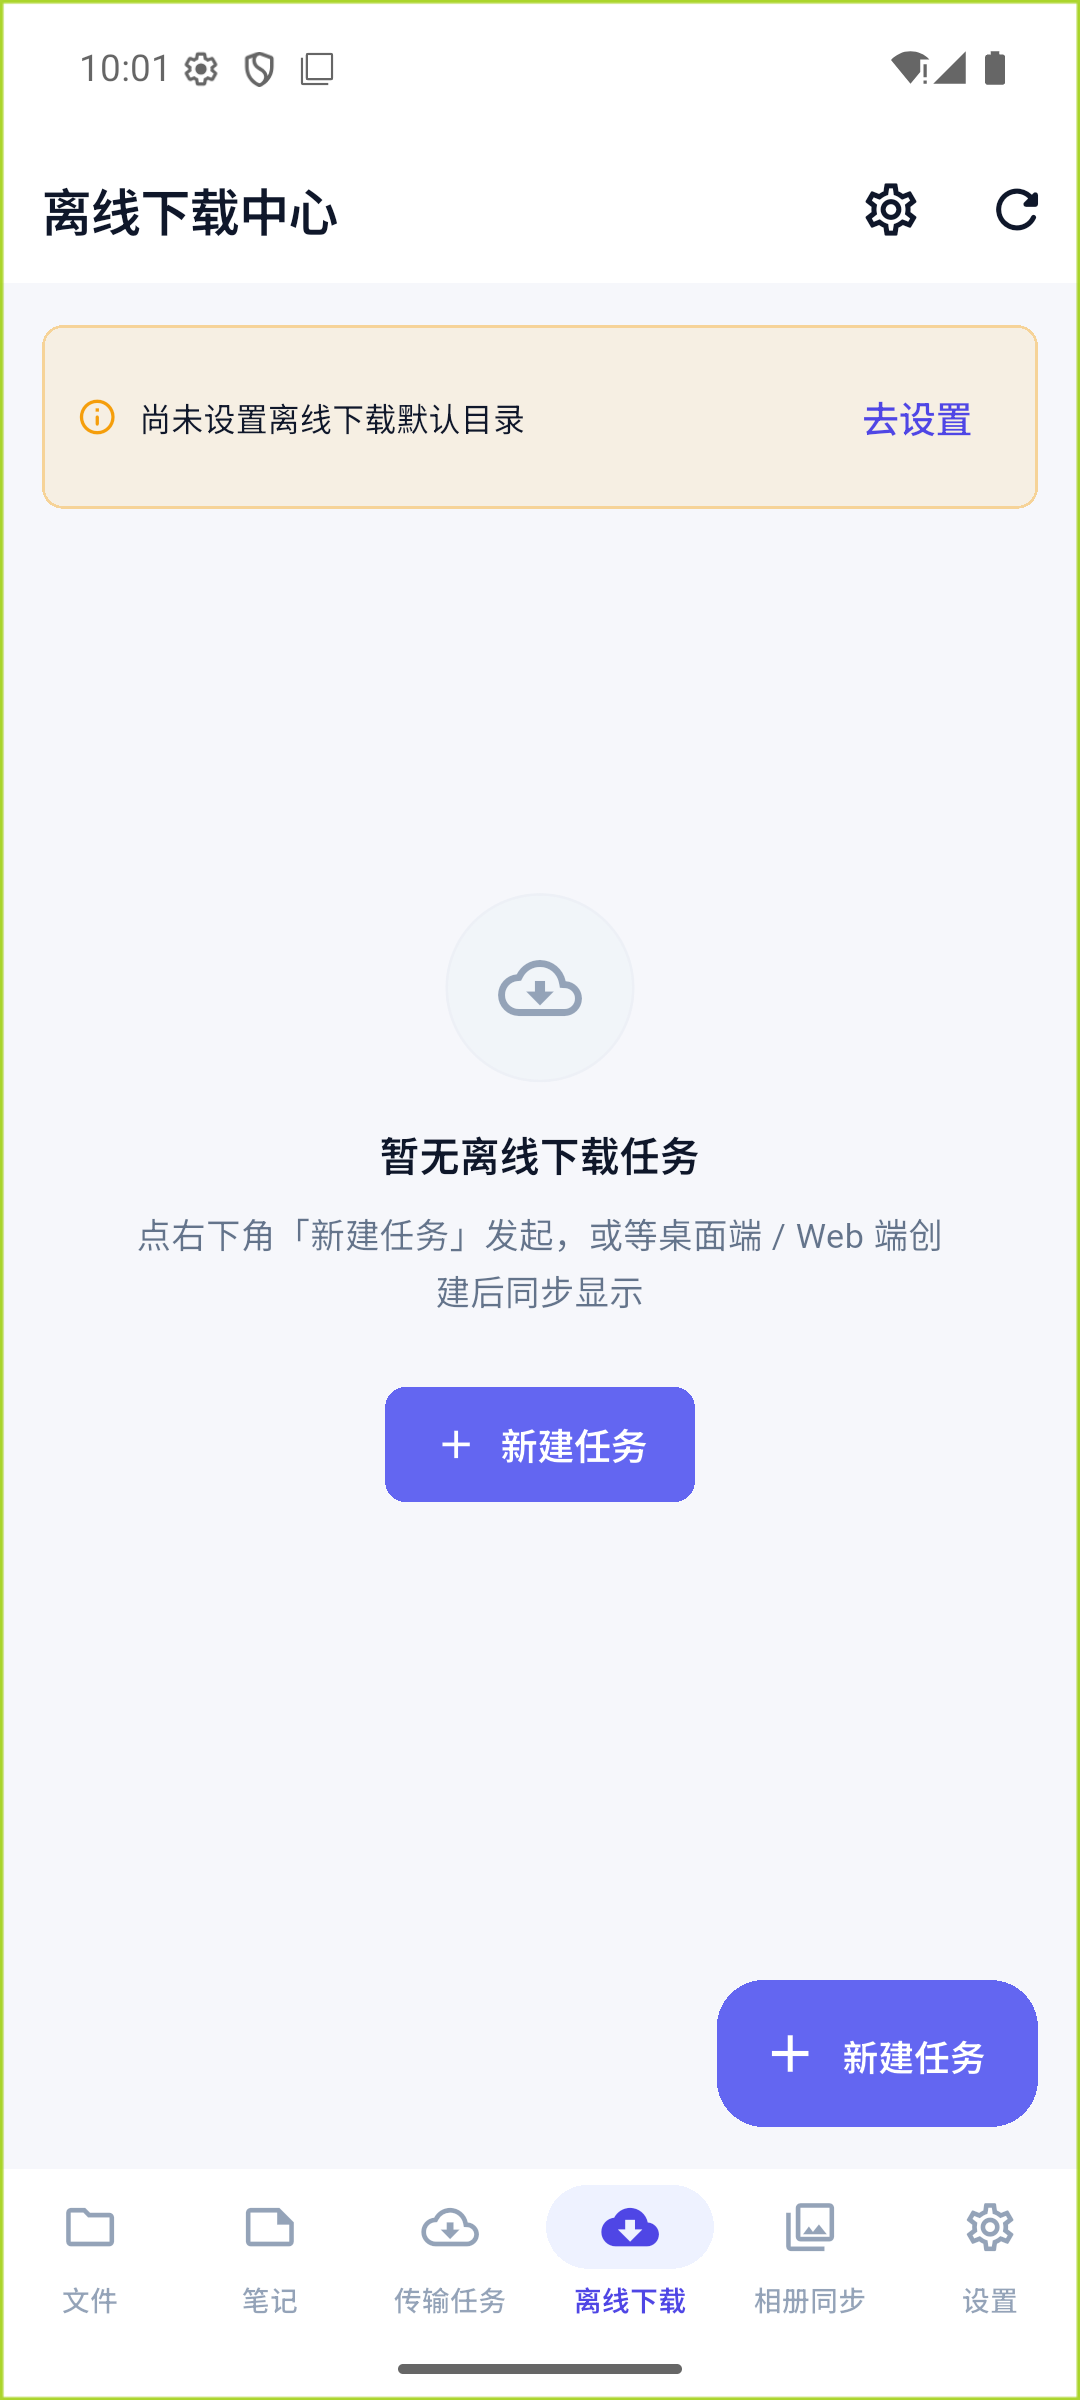 10:01
离线下载中心
尚未设置离线下载默认目录
去设置
暂无离线下载任务
点右下角「新建任务」发起，或等桌面端 / Web 端创
建后同步显示
新建任务
新建任务
文件
笔记
传输任务
离线下载
相册同步
设置